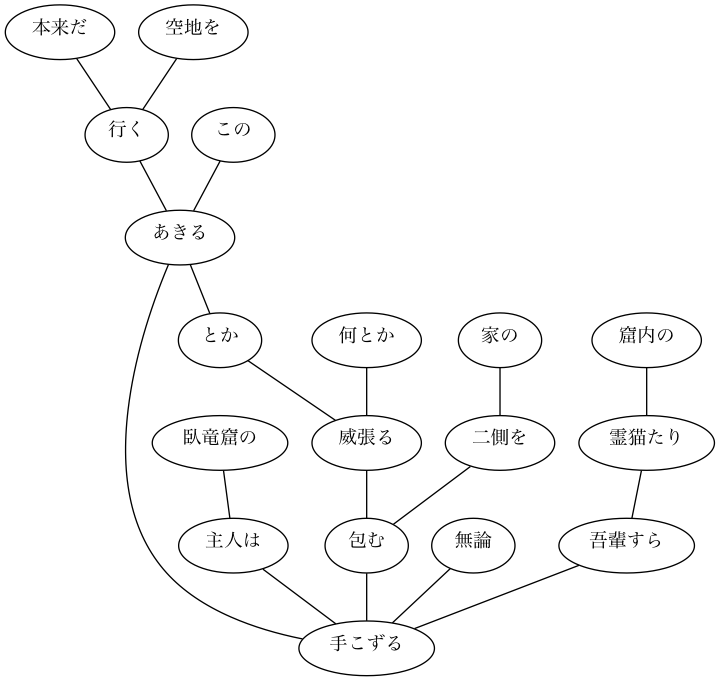 本来だ 空地を
行く この
あきる
とか 何とか 家の 窟内の
臥竜窟の 威張る 二側を 霊猫たり
主人は 包む 無論 吾輩すら
手こずる